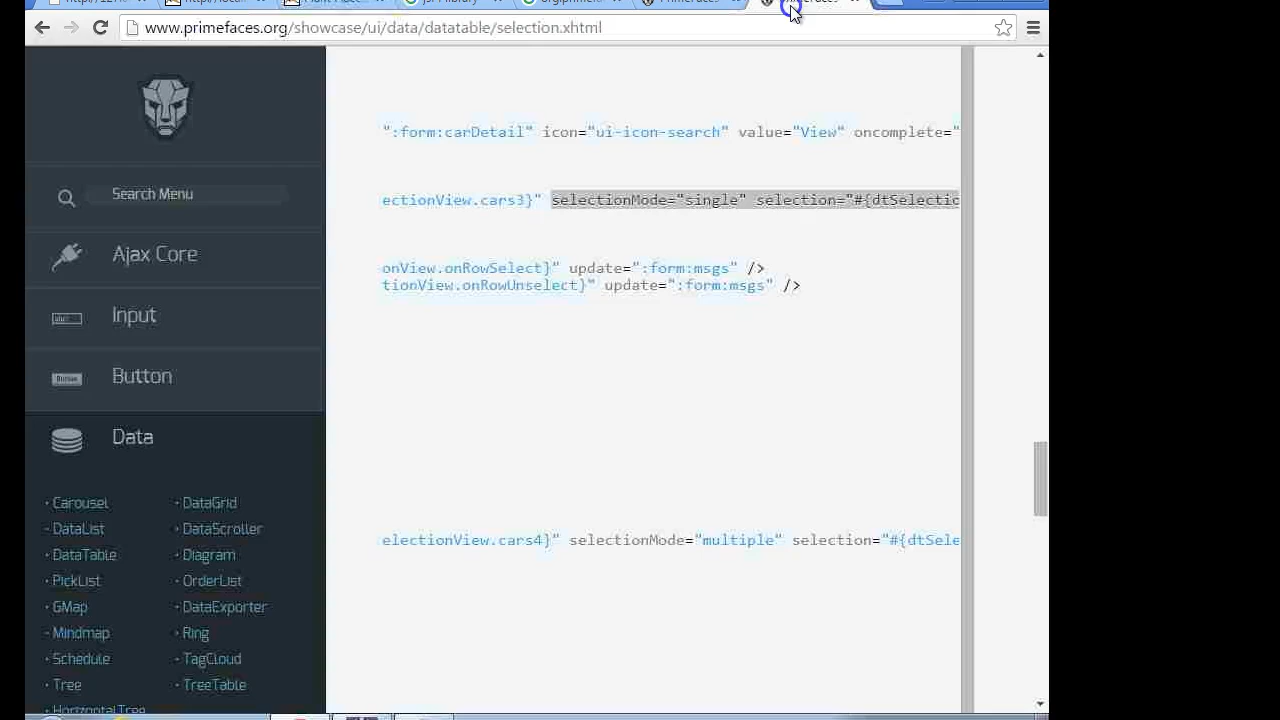 www.primefaces.org/showcase/ui/data/datatable/selection.xhtml
":form:carDetail" icon="ui-icon-search" value="View" oncomplete="
Search Menu
ectionView.cars3}" selectionMode="single" selection="#{dtSelectio
Ajax Core
onView.onRowSelect}" update=":form:msgs" />
tionView.onRowUnselect}" update=":form:msgs" />
Input
Button
Data
· Carousel · DataGrid
· DataList · DataScroller
electionView.cars4}" selectionMode="multiple" selection="#{dtSele
· DataTable · Diagram
· PickList · OrderList
· GMap · DataExporter
· Mindmap · Ring
· Schedule · TagCloud
· Tree · TreeTable
· HorizontalTree